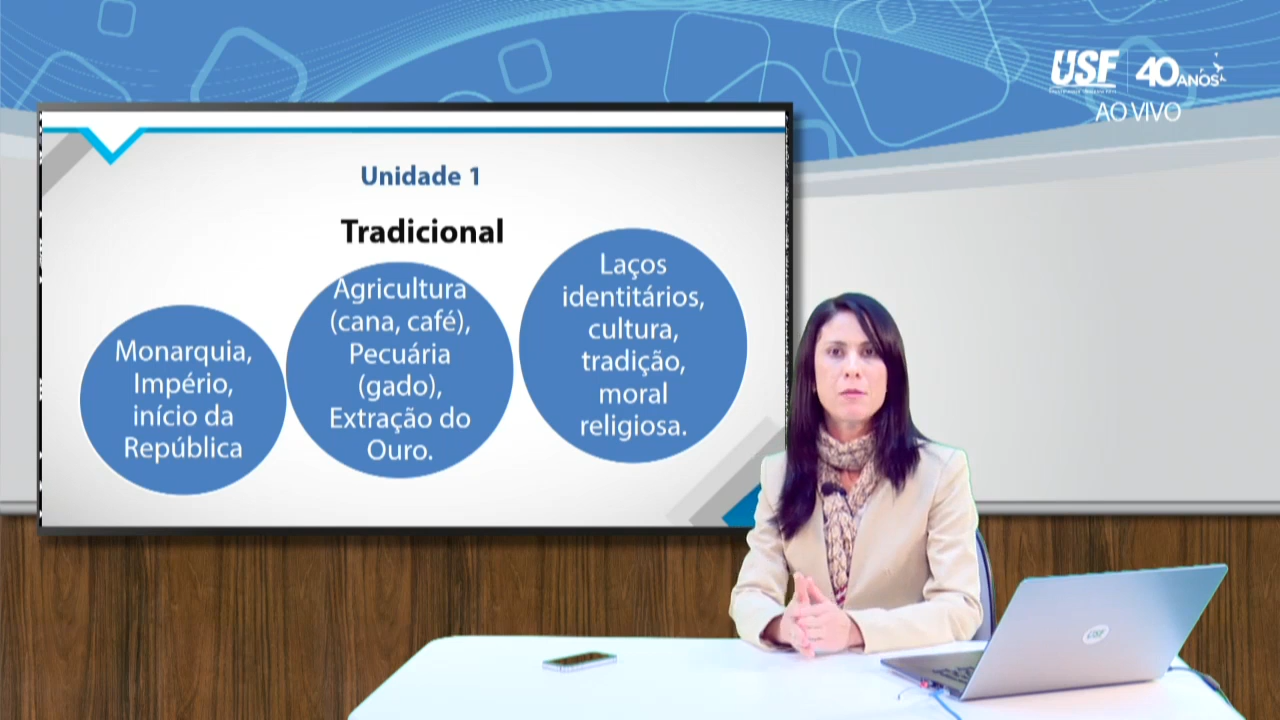 USF
40 ANOS
AO VIVO
Unidade 1
Tradicional
Monarquia,
Império,
início da
República
Agricultura
(cana, café),
Pecuária
(gado),
Extração do
Ouro.
Laços
identitários,
cultura,
tradição,
moral
religiosa.
USF